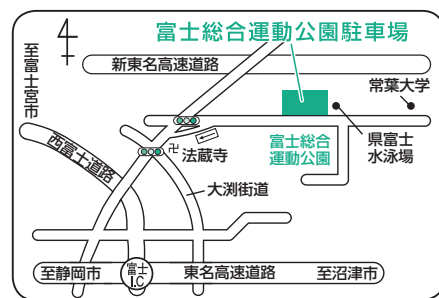 富士総合運動公園駐車場
至富士宮市
新東名高速道路
常葉大学
西富士道路
卍 法蔵寺
富士総合
運動公園
県富士
水泳場
大渕街道
至静岡市
富士
I.C
東名高速道路
至沼津市